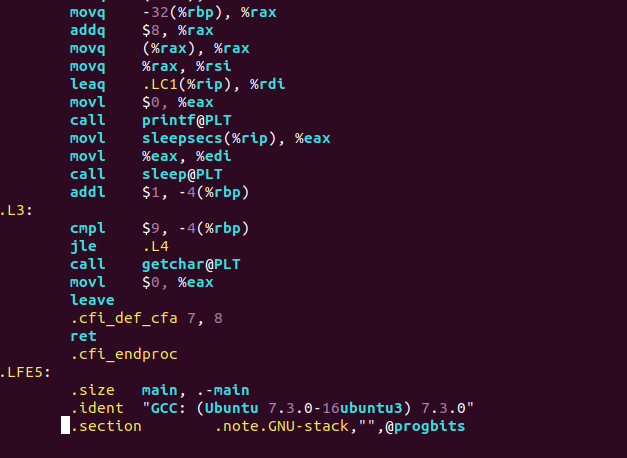 movq -32(%rbp), %rax
addq $8, %rax
movq (%rax), %rax
movq %rax, %rsi
leaq .LC1(%rip), %rdi
movl $0, %eax
call printf@PLT
movl sleepsecs(%rip), %eax
movl %eax, %edi
call sleep@PLT
addl $1, -4(%rbp)
.L3:
cmpl $9, -4(%rbp)
jle .L4
call getchar@PLT
movl $0, %eax
leave
.cfi_def_cfa 7, 8
ret
.cfi_endproc
.LFE5:
.size main, .-main
.ident "GCC: (Ubuntu 7.3.0-16ubuntu3) 7.3.0"
.section .note.GNU-stack,"",@progbits